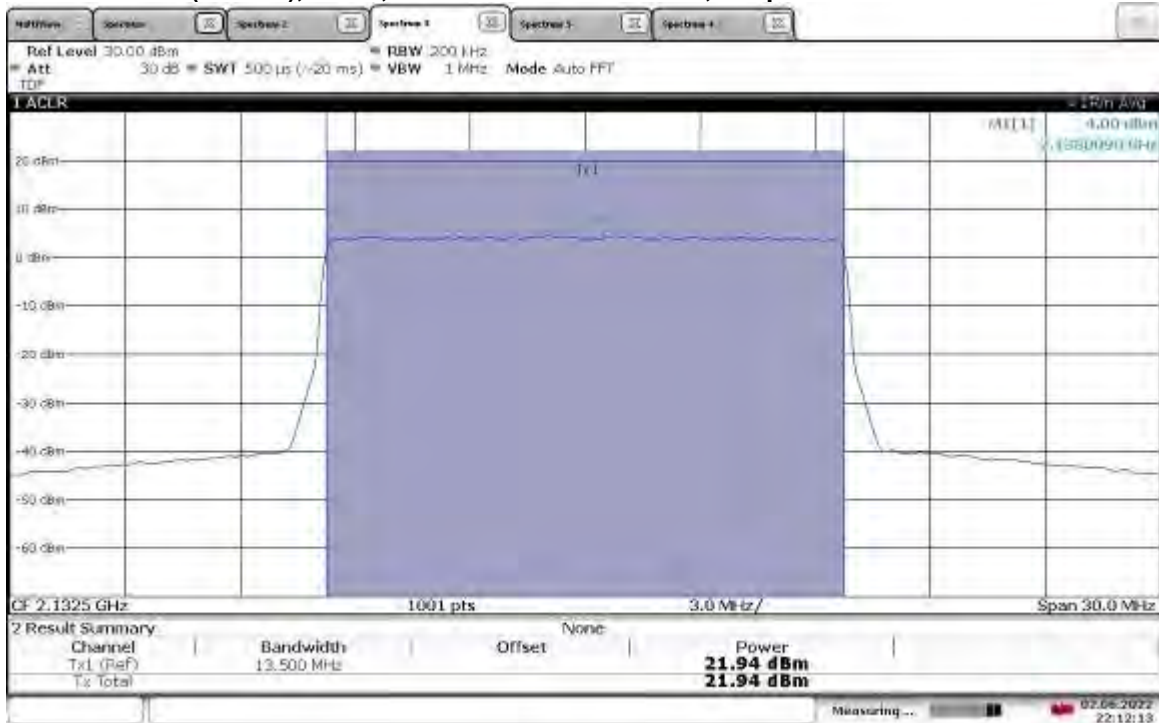 MultiView Spectrum Spectrum 2 Spectrum 3 Spectrum 5 Spectrum 4
Ref Level 30.00 dBm RBW 200 kHz
Att 30 dB SWT 500 µs (~20 ms) VBW 1 MHz Mode Auto FFT
TDF
1 ACLR 1Rm Avg
M1[1] 4.00 dBm
GHz
20 dBm
Tx1
10 dBm
0 dBm
-10 dBm
-20 dBm
-30 dBm
-40 dBm
-50 dBm
-60 dBm
CF 2.1325 GHz 1001 pts 3.0 MHz/ Span 30.0 MHz
2 Result Summary None
Channel Bandwidth Offset Power
Tx1 (Ref) 13.500 MHz 21.94 dBm
Tx Total 21.94 dBm
Measuring... 02.06.2022
22:12:13